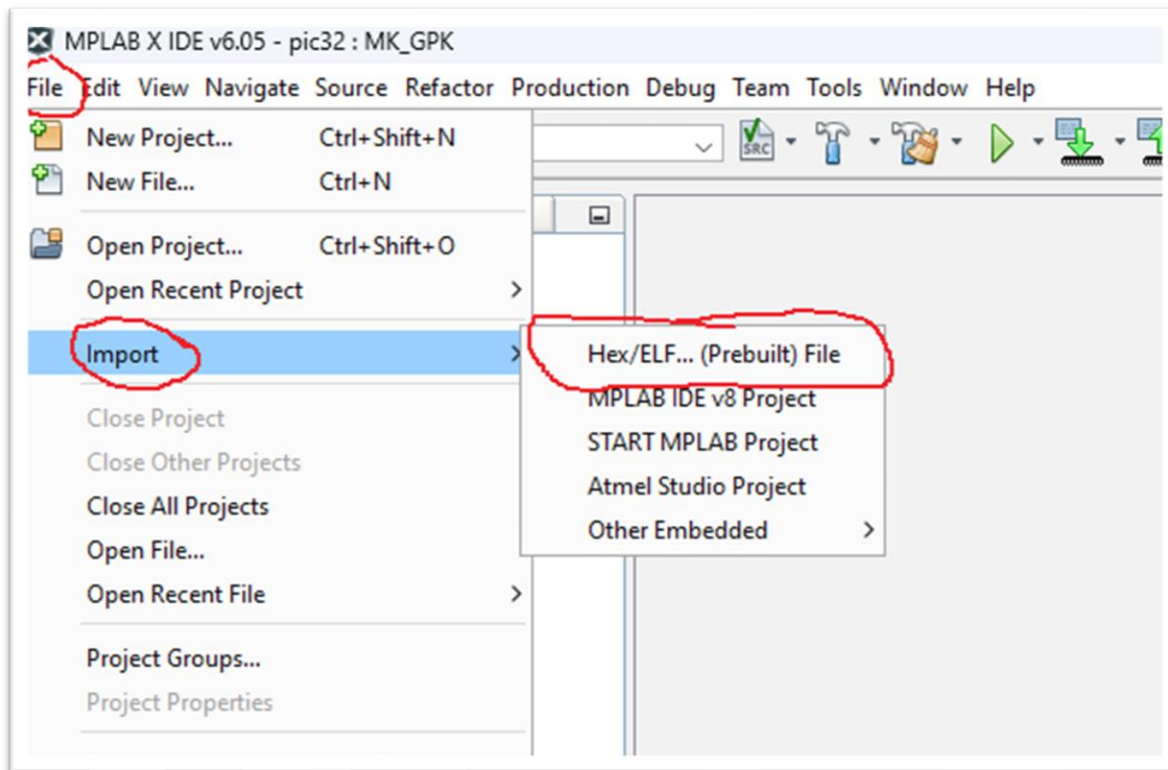 MPLAB X IDE v6.05 - pic32 : MK_GPK
File Edit View Navigate Source Refactor Production Debug Team Tools Window Help
New Project... Ctrl+Shift+N
SRC
New File... Ctrl+N
Open Project... Ctrl+Shift+O
Open Recent Project
Import
Hex/ELF... (Prebuilt) File
MPLAB IDE v8 Project
START MPLAB Project
Atmel Studio Project
Other Embedded
Close Project
Close Other Projects
Close All Projects
Open File...
Open Recent File
Project Groups...
Project Properties